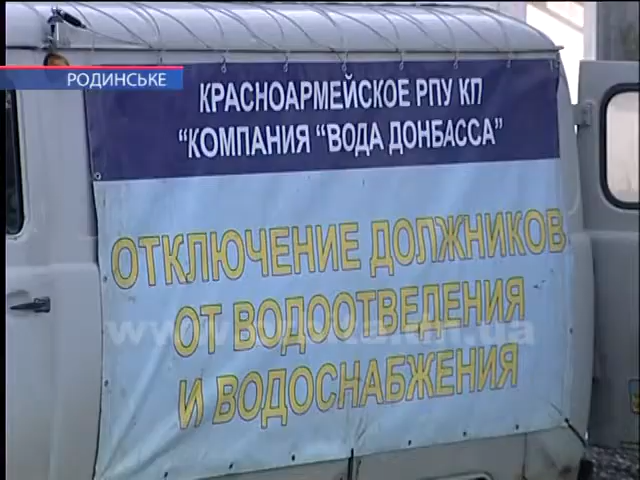 РОДИНСЬКЕ
КРАСНОАРМЕЙСКОЕ РПУ КП
“КОМПАНИЯ “ВОДА ДОНБАССА”
ОТКЛЮЧЕНИЕ ДОЛЖНИКОВ
ОТ ВОДООТВЕДЕНИЯ
И ВОДОСНАБЖЕНИЯ